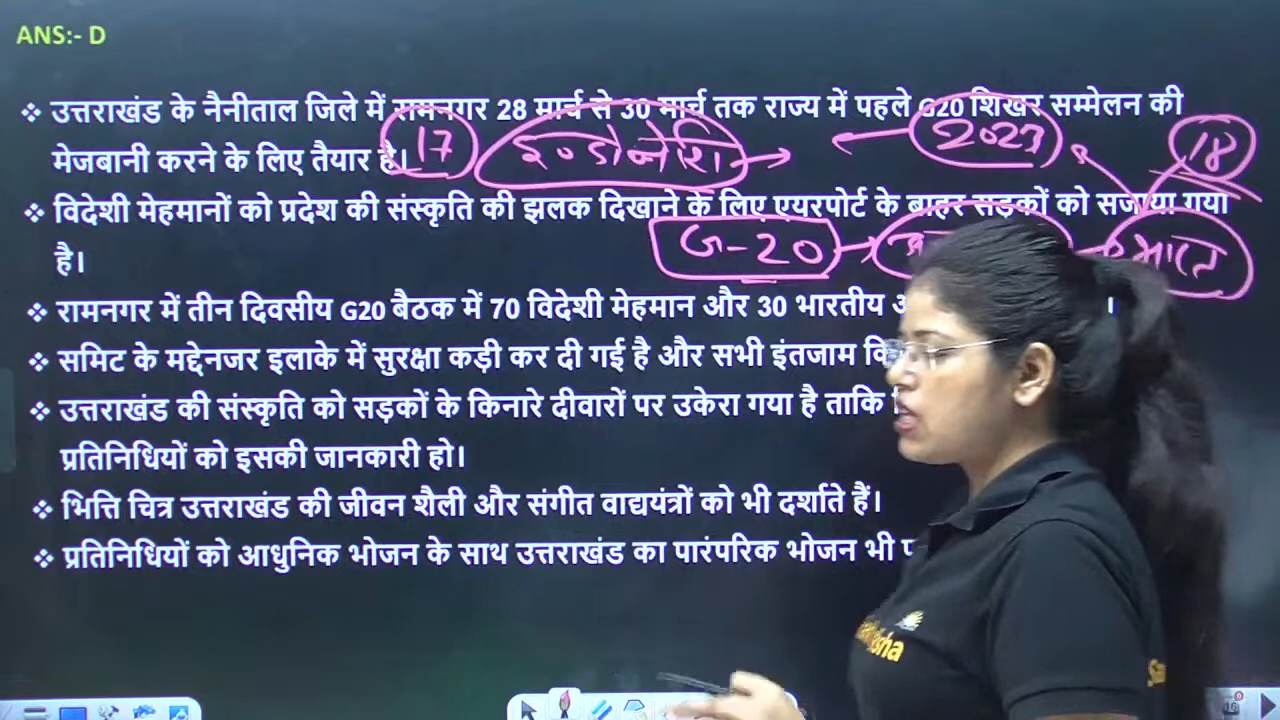 ANS:- D
❖ उत्तराखंड के नैनीताल जिले में रामनगर 28 मार्च से 30 मार्च तक राज्य में पहले G20 शिखर सम्मेलन की
मेजबानी करने के लिए तैयार है।
17 इन्डोनेशि 2023 18
❖ विदेशी मेहमानों को प्रदेश की संस्कृति की झलक दिखाने के लिए एयरपोर्ट के बाहर सड़कों को सजाया गया
है।
G-20 भारत
❖ रामनगर में तीन दिवसीय G20 बैठक में 70 विदेशी मेहमान और 30 भारतीय
❖ समिट के मद्देनजर इलाके में सुरक्षा कड़ी कर दी गई है और सभी इंतजाम
❖ उत्तराखंड की संस्कृति को सड़कों के किनारे दीवारों पर उकेरा गया है ताकि
प्रतिनिधियों को इसकी जानकारी हो।
❖ भित्ति चित्र उत्तराखंड की जीवन शैली और संगीत वाद्ययंत्रों को भी दर्शाते हैं।
❖ प्रतिनिधियों को आधुनिक भोजन के साथ उत्तराखंड का पारंपरिक भोजन भी